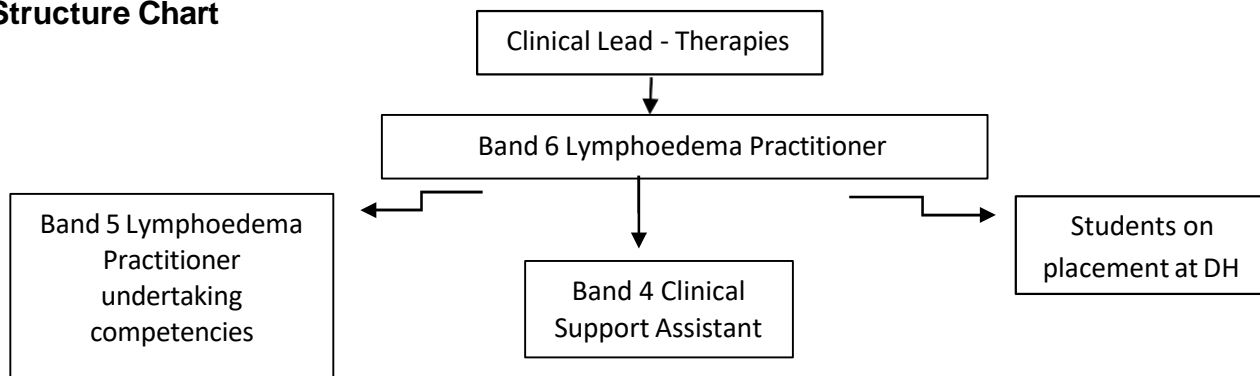 Structure Chart
Clinical Lead - Therapies
Band 6 Lymphoedema Practitioner
Band 5 Lymphoedema
Practitioner
undertaking
competencies
Band 4 Clinical
Support Assistant
Students on
placement at DH